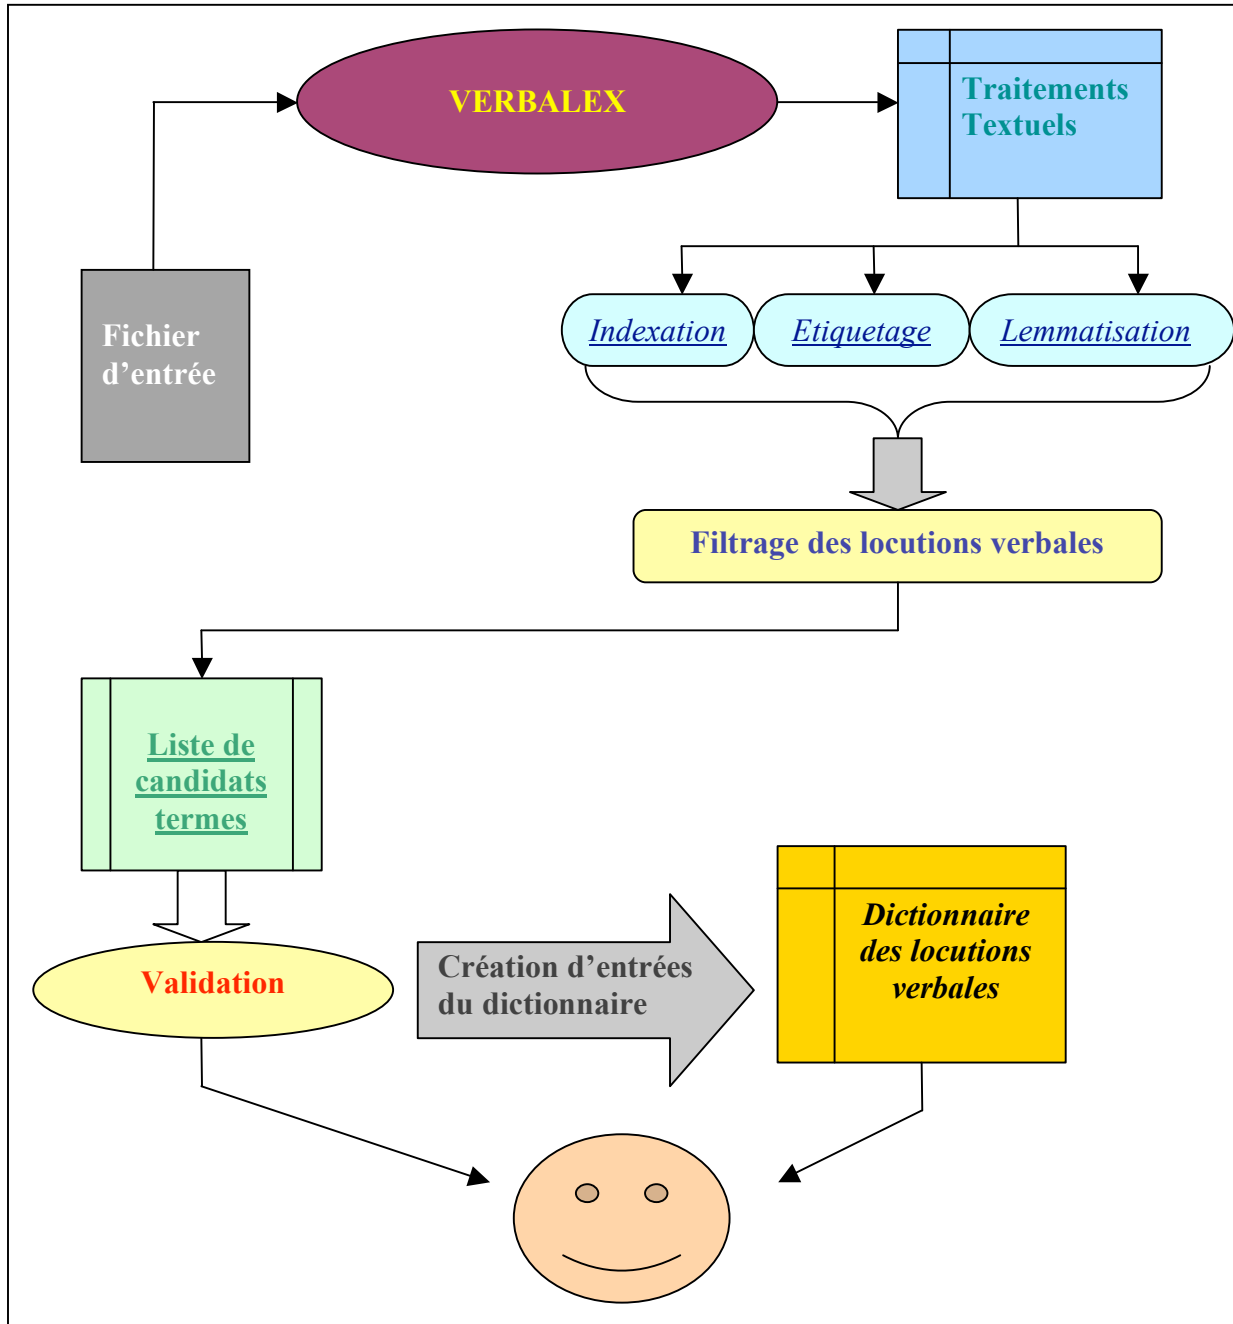 VERBALEX
Traitements
Textuels
Fichier
d’entrée
Indexation
Etiquetage
Lemmatisation
Filtrage des locutions verbales
Liste de
candidats
termes
Validation
Création d’entrées
du dictionnaire
Dictionnaire
des locutions
verbales